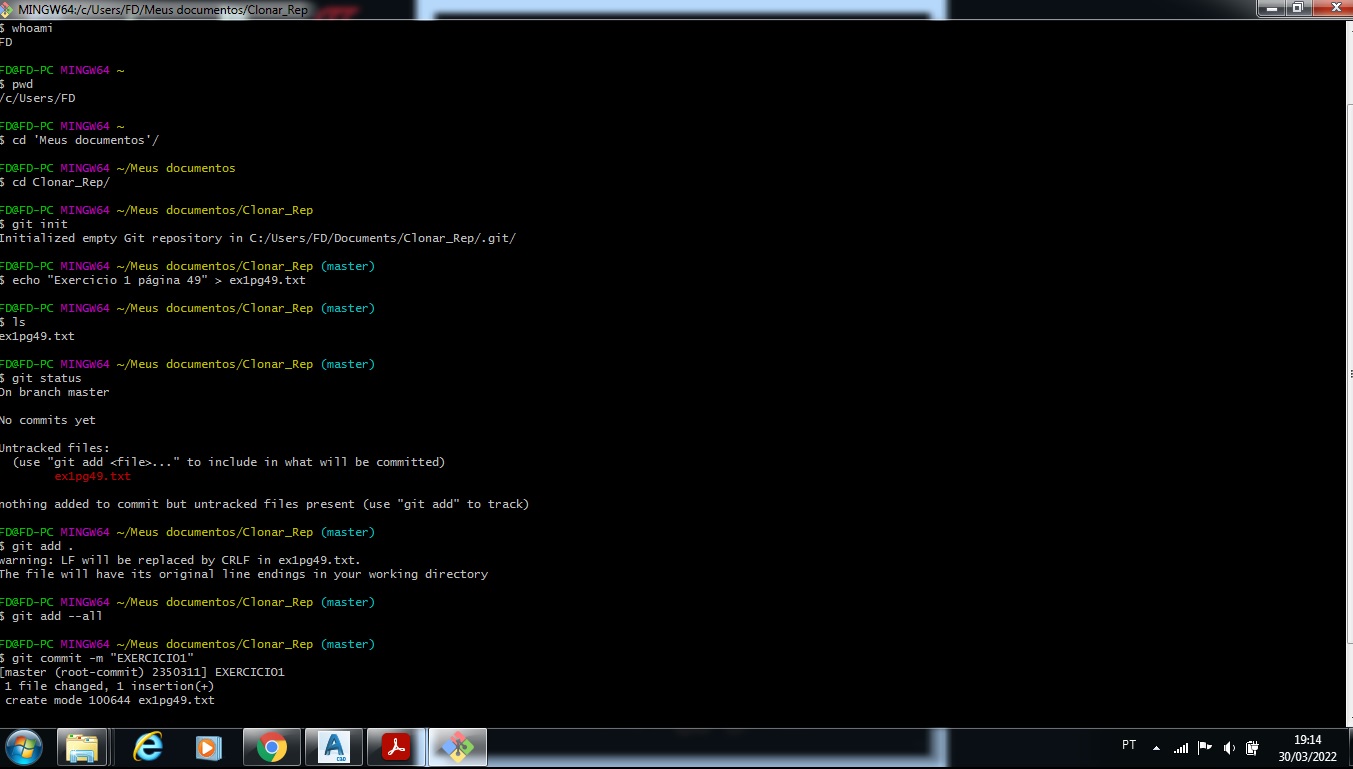 MINGW64:/c/Users/FD/Meus documentos/Clonar_Rep
$ whoami
FD
FD@FD-PC MINGW64 ~
$ pwd
/c/Users/FD
FD@FD-PC MINGW64 ~
$ cd 'Meus documentos'/
FD@FD-PC MINGW64 ~/Meus documentos
$ cd Clonar_Rep/
FD@FD-PC MINGW64 ~/Meus documentos/Clonar_Rep
$ git init
Initialized empty Git repository in C:/Users/FD/Documents/Clonar_Rep/.git/
FD@FD-PC MINGW64 ~/Meus documentos/Clonar_Rep (master)
$ echo "Exercicio 1 página 49" > ex1pg49.txt
FD@FD-PC MINGW64 ~/Meus documentos/Clonar_Rep (master)
$ ls
ex1pg49.txt
FD@FD-PC MINGW64 ~/Meus documentos/Clonar_Rep (master)
$ git status
On branch master
No commits yet
Untracked files:
(use "git add <file>..." to include in what will be committed)
ex1pg49.txt
nothing added to commit but untracked files present (use "git add" to track)
FD@FD-PC MINGW64 ~/Meus documentos/Clonar_Rep (master)
$ git add .
warning: LF will be replaced by CRLF in ex1pg49.txt.
The file will have its original line endings in your working directory
FD@FD-PC MINGW64 ~/Meus documentos/Clonar_Rep (master)
$ git add --all
FD@FD-PC MINGW64 ~/Meus documentos/Clonar_Rep (master)
$ git commit -m "EXERCICIO1"
[master (root-commit) 2350311] EXERCICIO1
1 file changed, 1 insertion(+)
create mode 100644 ex1pg49.txt
A
CAD
PT
19:14
30/03/2022